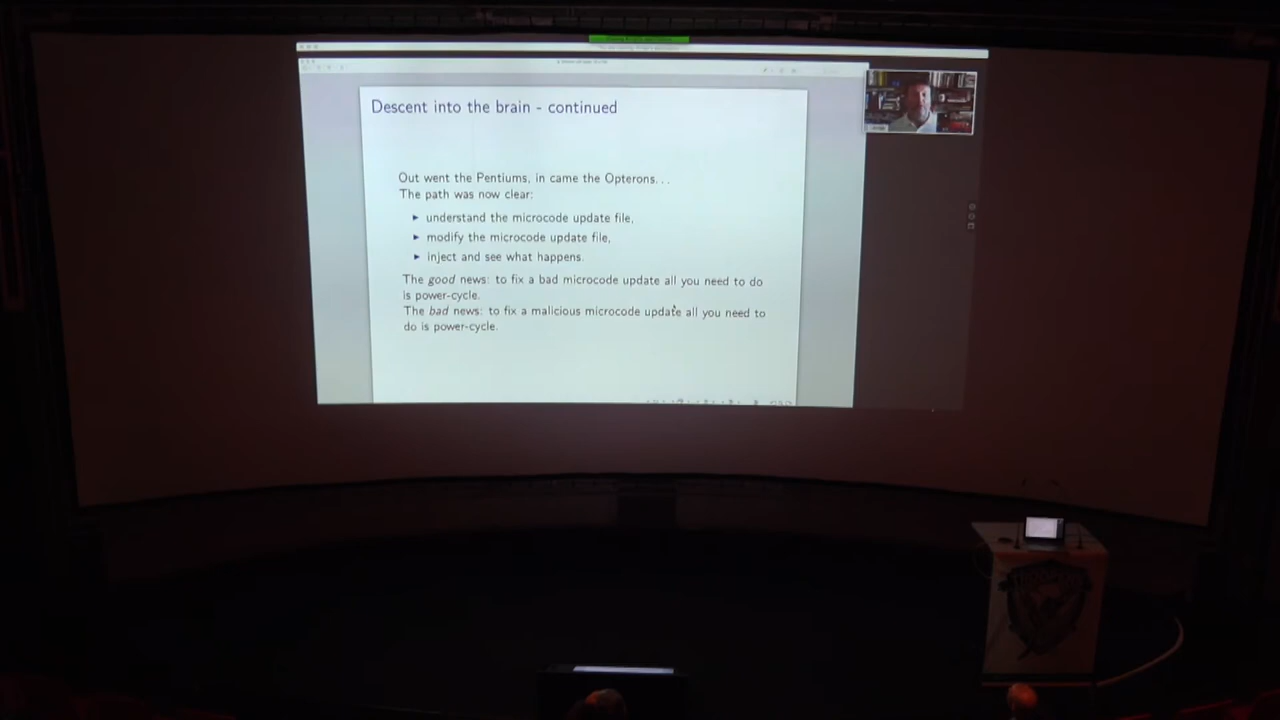 Descent into the brain - continued
Out went the Pentiums, in came the Opterons...
The path was now clear:
▸ understand the microcode update file,
▸ modify the microcode update file,
▸ inject and see what happens.
The good news: to fix a bad microcode update all you need to do
is power-cycle.
The bad news: to fix a malicious microcode update all you need to
do is power-cycle.
TROOPERS